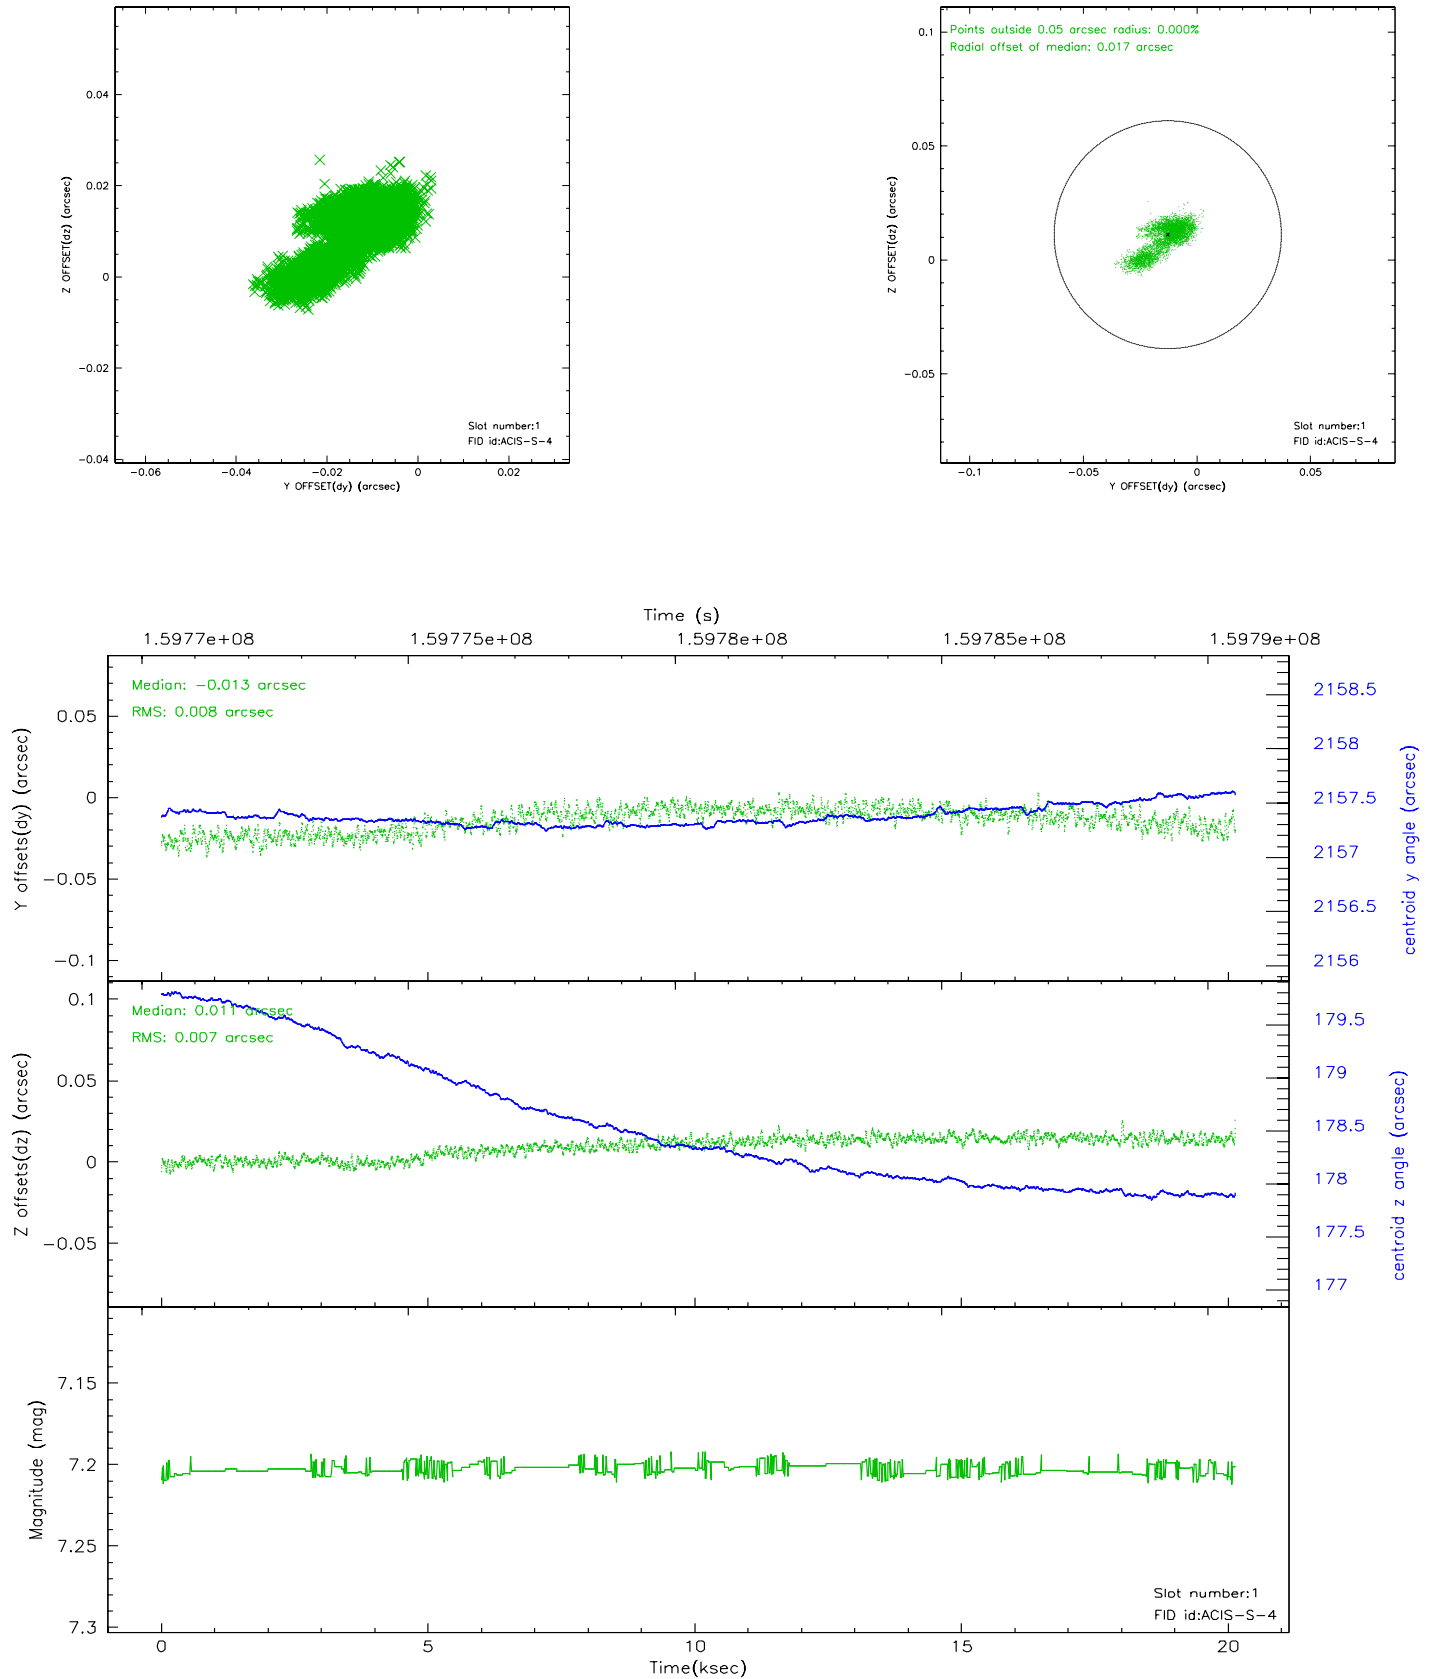 0.04
0.02
0
−0.02
−0.04
Z OFFSET(dz) (arcsec)
Slot number:1
FID id:ACIS−S−4
−0.06
−0.04
−0.02
0
0.02
Y OFFSET(dy) (arcsec)
Points outside 0.05 arcsec radius: 0.000%
Radial offset of median: 0.017 arcsec
0.1
0.05
0
−0.05
Z OFFSET(dz) (arcsec)
Slot number:1
FID id:ACIS−S−4
−0.1
−0.05
0
0.05
Y OFFSET(dy) (arcsec)
Time (s)
1.5977e+08
1.59775e+08
1.5978e+08
1.59785e+08
1.5979e+08
Median: −0.013 arcsec
RMS: 0.008 arcsec
0.05
0
−0.05
−0.1
Y offsets(dy) (arcsec)
2158.5
2158
2157.5
2157
2156.5
2156
centroid y angle (arcsec)
Median: 0.011 arcsec
RMS: 0.007 arcsec
0.1
0.05
0
−0.05
Z offsets(dz) (arcsec)
179.5
179
178.5
178
177.5
177
centroid z angle (arcsec)
7.15
7.2
7.25
7.3
Magnitude (mag)
Slot number:1
FID id:ACIS−S−4
0
5
10
15
20
Time(ksec)